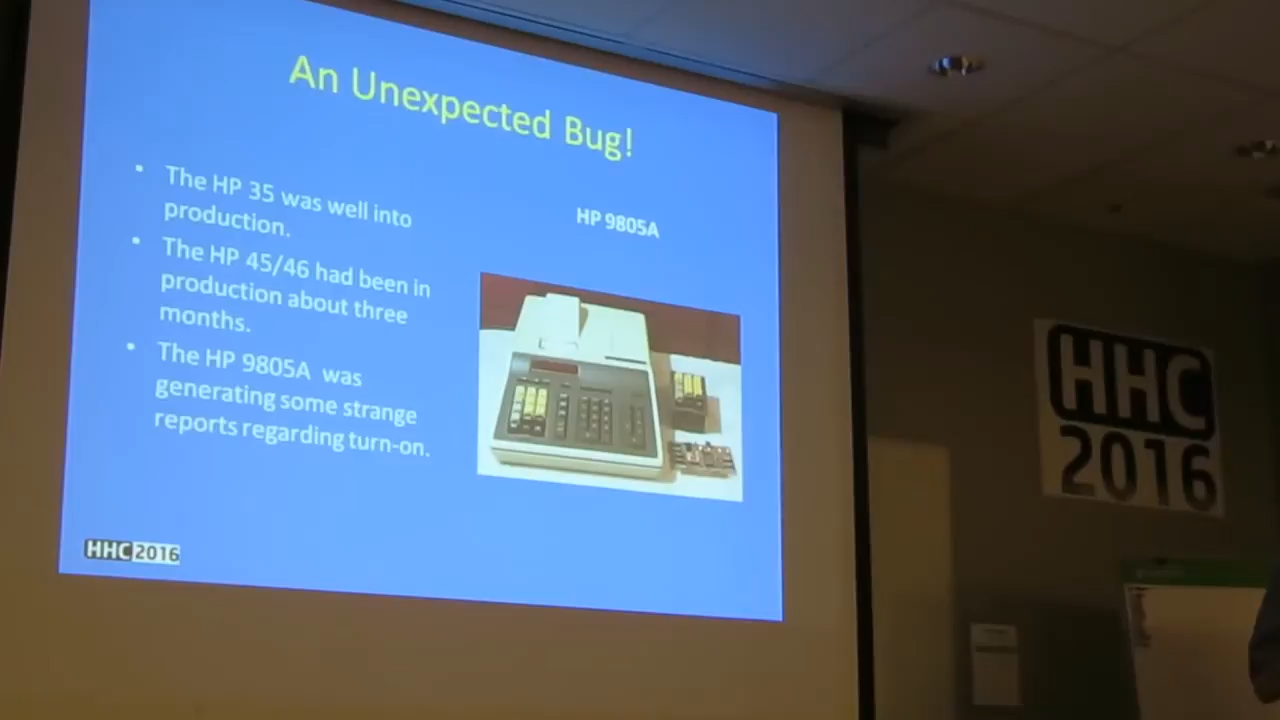 An Unexpected Bug!
• The HP 35 was well into
production.
• The HP 45/46 had been in
production about three
months.
• The HP 9805A was
generating some strange
reports regarding turn-on.
HP 9805A
HHC 2016
HHC
2016